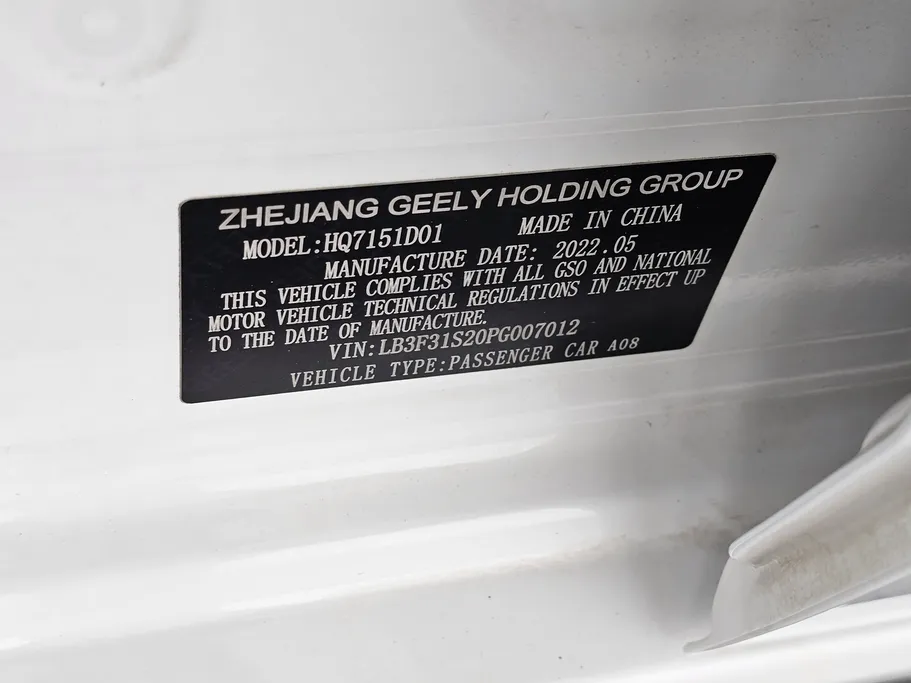 ZHEJIANG GEELY HOLDING GROUP
MODEL:HQ7151D01 MADE IN CHINA
MANUFACTURE DATE: 2022.05
THIS VEHICLE COMPLIES WITH ALL GSO AND NATIONAL
MOTOR VEHICLE TECHNICAL REGULATIONS IN EFFECT UP
TO THE DATE OF MANUFACTURE.
VIN:LB3F31S20PG007012
VEHICLE TYPE:PASSENGER CAR A08